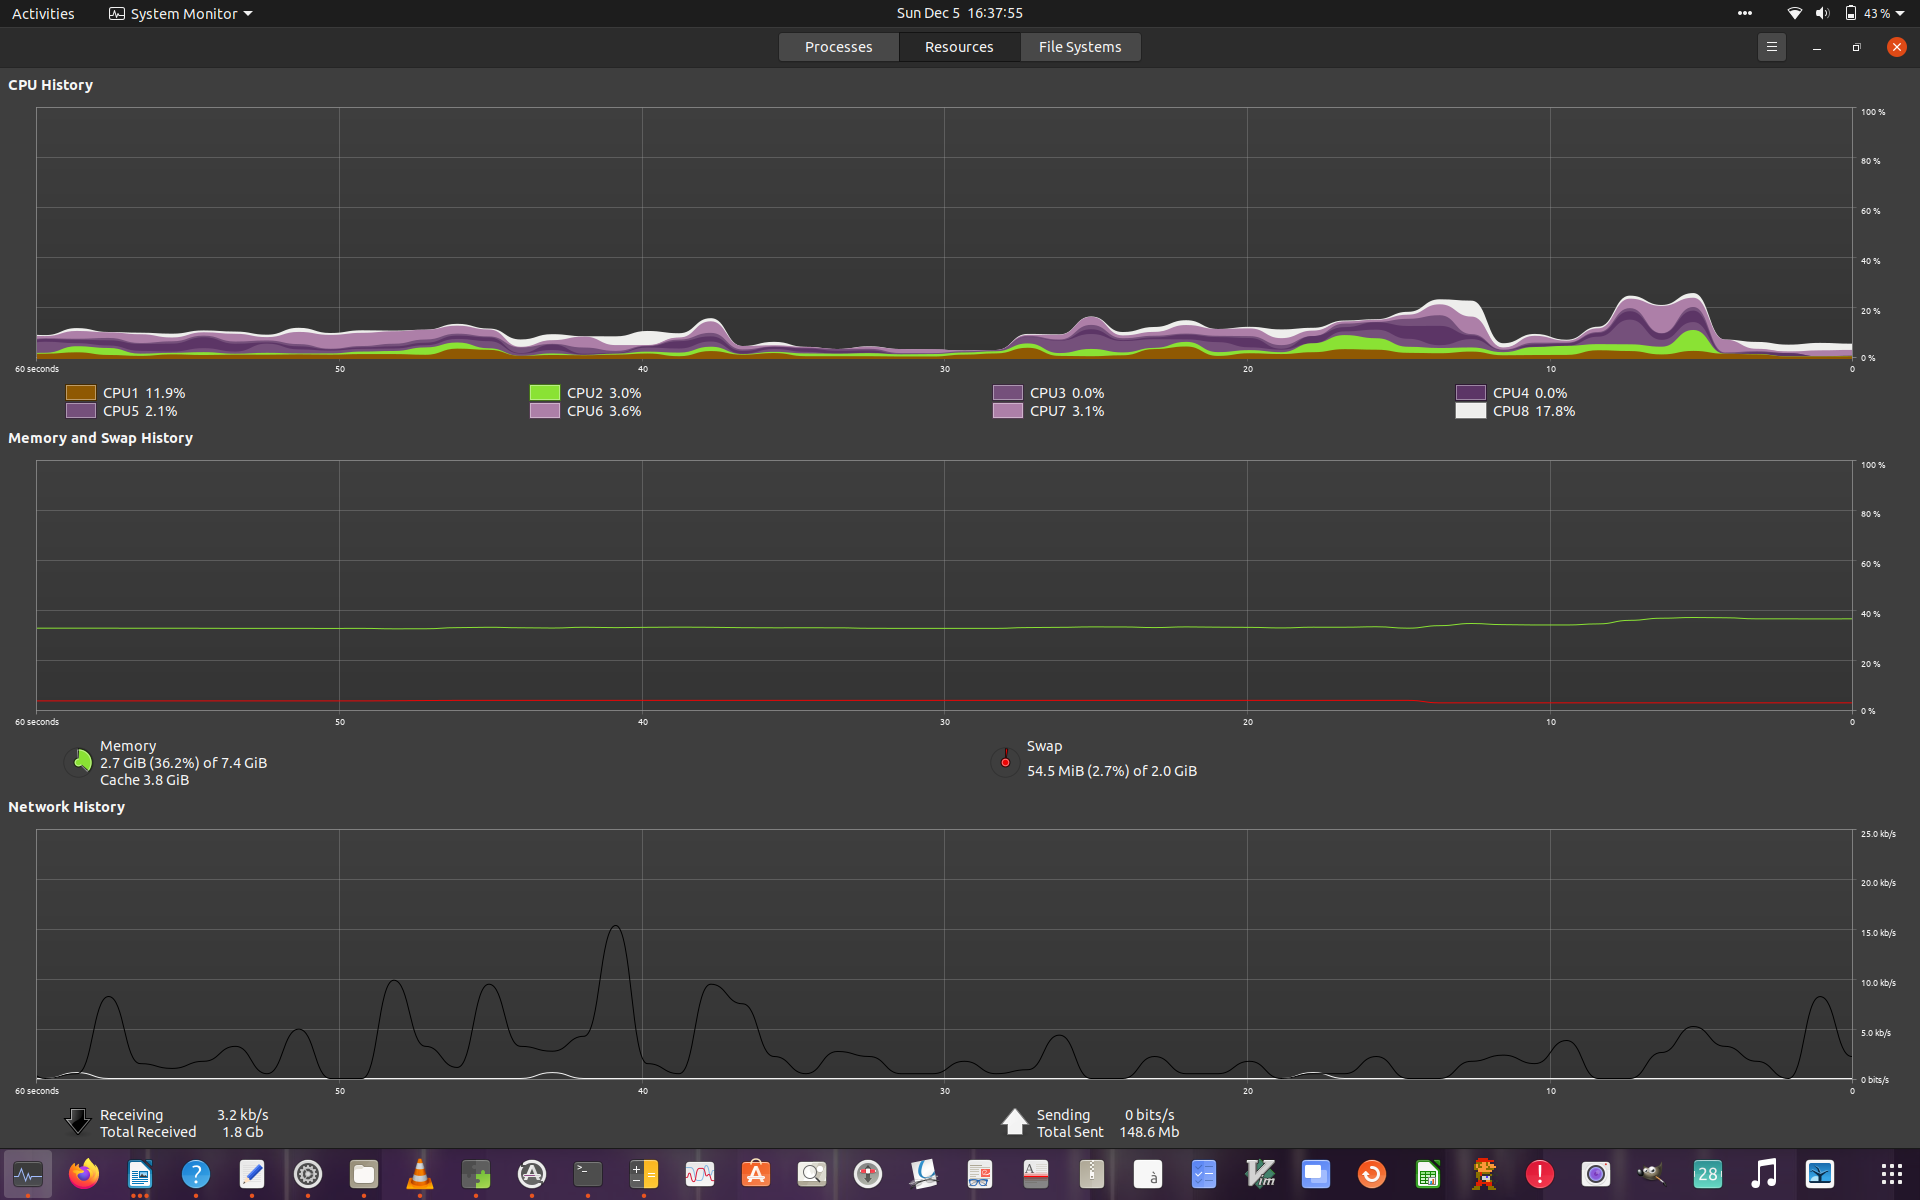 Activities System Monitor Sun Dec 5 16:37:55 43 %
Processes Resources File Systems
CPU History
100 %
80 %
60 %
40 %
20 %
0 %
60 seconds 50 40 30 20 10 0
CPU1 11.9% CPU2 3.0% CPU3 0.0% CPU4 0.0%
CPU5 2.1% CPU6 3.6% CPU7 3.1% CPU8 17.8%
Memory and Swap History
100 %
80 %
60 %
40 %
20 %
0 %
60 seconds 50 40 30 20 10 0
Memory
2.7 GiB (36.2%) of 7.4 GiB
Cache 3.8 GiB
Swap
54.5 MiB (2.7%) of 2.0 GiB
Network History
25.0 kb/s
20.0 kb/s
15.0 kb/s
10.0 kb/s
5.0 kb/s
0 bits/s
60 seconds 50 40 30 20 10 0
Receiving 3.2 kb/s
Total Received 1.8 Gb
Sending 0 bits/s
Total Sent 148.6 Mb
? >_ A à Vim ! 28